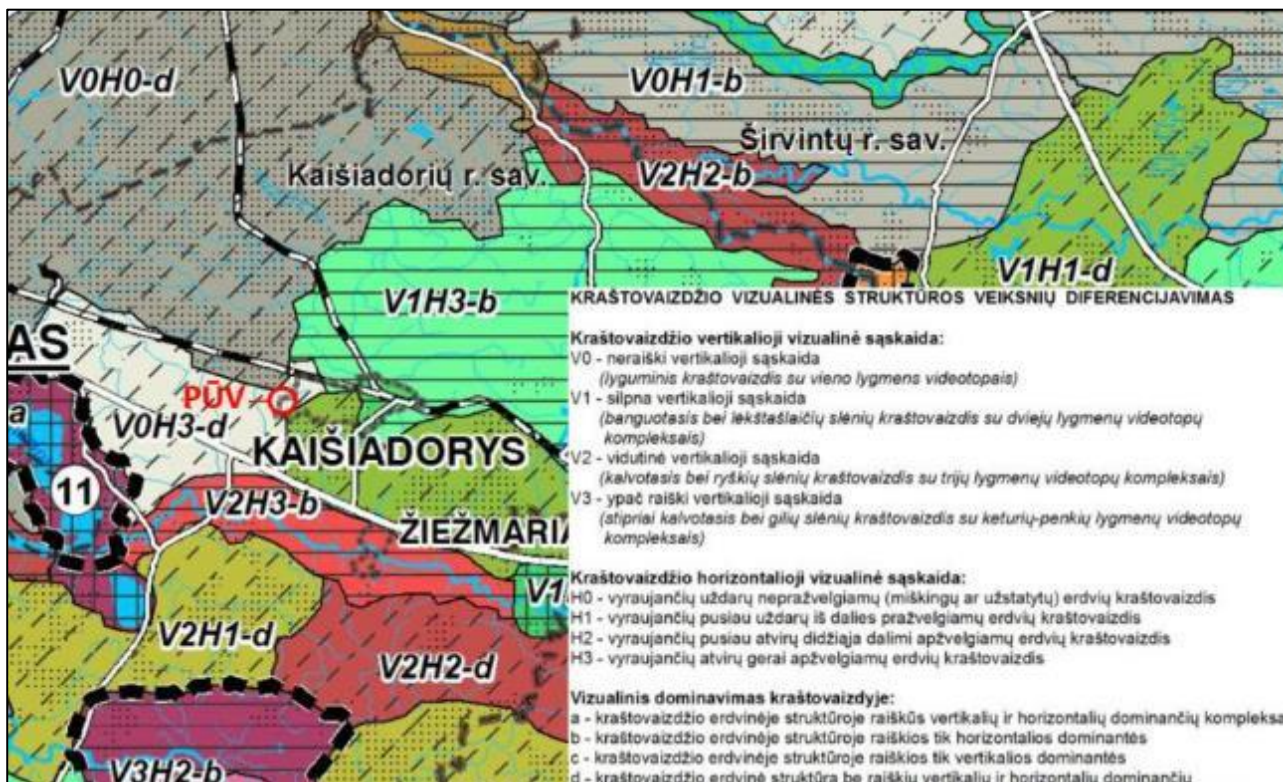 V0H0-d
V0H1-b
Širvintų r. sav.
Kaišiadorių r. sav.
V2H2-b
V1H1-d
V1H3-b
AS
PŪV
a
V0H3-d
KAIŠIADORYS
11
V2H3-b
ŽIEŽMARIA
V1
V2H1-d
V2H2-d
V3H2-b
KRAŠTOVAIZDŽIO VIZUALINĖS STRUKTŪROS VEIKSNIŲ DIFERENCIJAVIMAS
Kraštovaizdžio vertikalioji vizualinė sąskaida:
V0 - neraiški vertikalioji sąskaida
(lyguminis kraštovaizdis su vieno lygmens videotopais)
V1 - silpna vertikalioji sąskaida
(banguotasis bei lėkštašlaičių slėnių kraštovaizdis su dviejų lygmenų videotopų
kompleksais)
V2 - vidutinė vertikalioji sąskaida
(kalvotasis bei ryškių slėnių kraštovaizdis su trijų lygmenų videotopų kompleksais)
V3 - ypač raiški vertikalioji sąskaida
(stipriai kalvotasis bei gilių slėnių kraštovaizdis su keturių-penkių lygmenų videotopų
kompleksais)
Kraštovaizdžio horizontalioji vizualinė sąskaida:
H0 - vyraujančių uždarų nepražvelgiamų (miškingų ar užstatytų) erdvių kraštovaizdis
H1 - vyraujančių pusiau uždarų iš dalies pražvelgiamų erdvių kraštovaizdis
H2 - vyraujančių pusiau atvirų didžiąja dalimi apžvelgiamų erdvių kraštovaizdis
H3 - vyraujančių atvirų gerai apžvelgiamų erdvių kraštovaizdis
Vizualinis dominavimas kraštovaizdyje:
a - kraštovaizdžio erdvinėje struktūroje raiškūs vertikalių ir horizontalių dominančių kompleksa
b - kraštovaizdžio erdvinėje struktūroje raiškios tik horizontalios dominantės
c - kraštovaizdžio erdvinėje struktūroje raiškios tik vertikalios dominantės
d - kraštovaizdžio erdvinė struktūra be raiškių vertikalių ir horizontalių dominančių